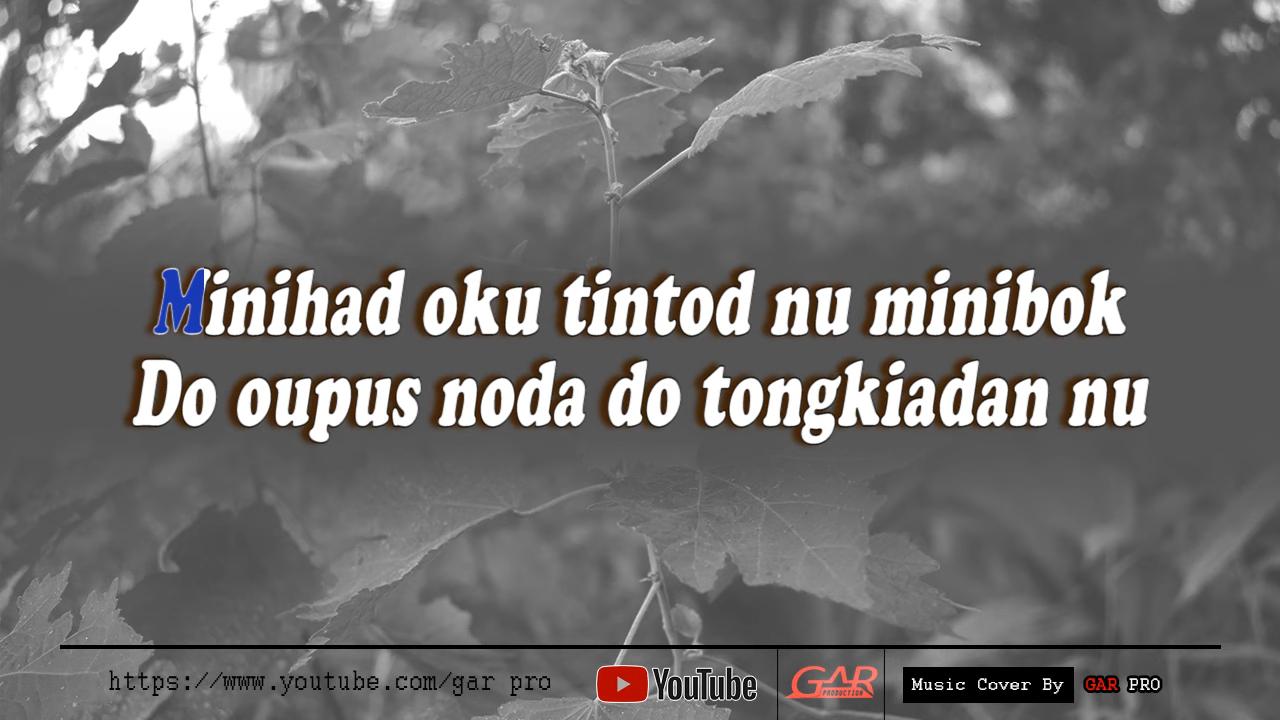 Minihad oku tintod nu minibok
Do oupus noda do tongkiadan nu
https://www.youtube.com/gar pro
YouTube
GAR
PRODUCTION
Music Cover By GAR PRO